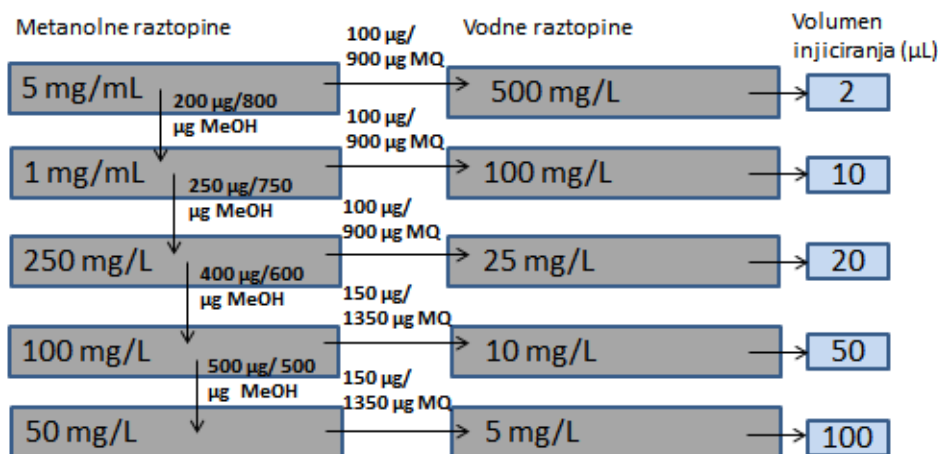 Metanolne raztopine
Vodne raztopine
Volumen
injiciranja (µL)
5 mg/mL
100 µg/
900 µg MQ
500 mg/L
2
200 µg/800
µg MeOH
1 mg/mL
100 µg/
900 µg MQ
100 mg/L
10
250 µg/750
µg MeOH
250 mg/L
100 µg/
900 µg MQ
25 mg/L
20
400 µg/600
µg MeOH
100 mg/L
150 µg/
1350 µg MQ
10 mg/L
50
500 µg/ 500
µg MeOH
50 mg/L
150 µg/
1350 µg MQ
5 mg/L
100